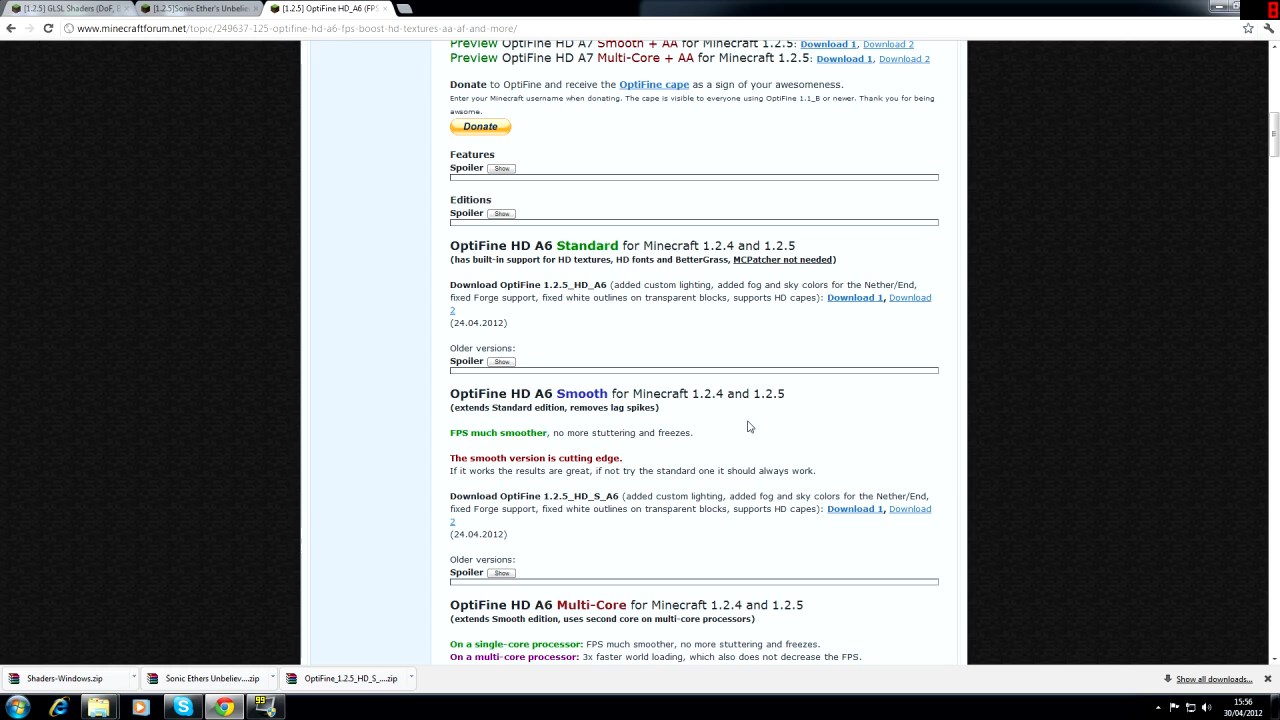 [1.2.5] GLSL Shaders (DoF, B
[1.2.5]Sonic Ether's Unbeliev
[1.2.5] OptiFine HD_A6 (FPS
8
www.minecraftforum.net/topic/249637-125-optifine-hd-a6-fps-boost-hd-textures-aa-af-and-more/
Preview OptiFine HD A7 Smooth + AA for Minecraft 1.2.5: Download 1, Download 2
Preview OptiFine HD A7 Multi-Core + AA for Minecraft 1.2.5: Download 1, Download 2
Donate to OptiFine and receive the OptiFine cape as a sign of your awesomeness.
Enter your Minecraft username when donating. The cape is visible to everyone using OptiFine 1.1_B or newer. Thank you for being
awsome.
Donate
Features
Spoiler Show
Editions
Spoiler Show
OptiFine HD A6 Standard for Minecraft 1.2.4 and 1.2.5
(has built-in support for HD textures, HD fonts and BetterGrass, MCPatcher not needed)
Download OptiFine 1.2.5_HD_A6 (added custom lighting, added fog and sky colors for the Nether/End,
fixed Forge support, fixed white outlines on transparent blocks, supports HD capes): Download 1, Download
2
(24.04.2012)
Older versions:
Spoiler Show
OptiFine HD A6 Smooth for Minecraft 1.2.4 and 1.2.5
(extends Standard edition, removes lag spikes)
FPS much smoother, no more stuttering and freezes.
The smooth version is cutting edge.
If it works the results are great, if not try the standard one it should always work.
Download OptiFine 1.2.5_HD_S_A6 (added custom lighting, added fog and sky colors for the Nether/End,
fixed Forge support, fixed white outlines on transparent blocks, supports HD capes): Download 1, Download
2
(24.04.2012)
Older versions:
Spoiler Show
OptiFine HD A6 Multi-Core for Minecraft 1.2.4 and 1.2.5
(extends Smooth edition, uses second core on multi-core processors)
On a single-core processor: FPS much smoother, no more stuttering and freezes.
On a multi-core processor: 3x faster world loading, which also does not decrease the FPS.
Shaders-Windows.zip
Sonic Ethers Unbeliev....zip
OptiFine_1.2.5_HD_S_....zip
Show all downloads...
99
15:56
30/04/2012